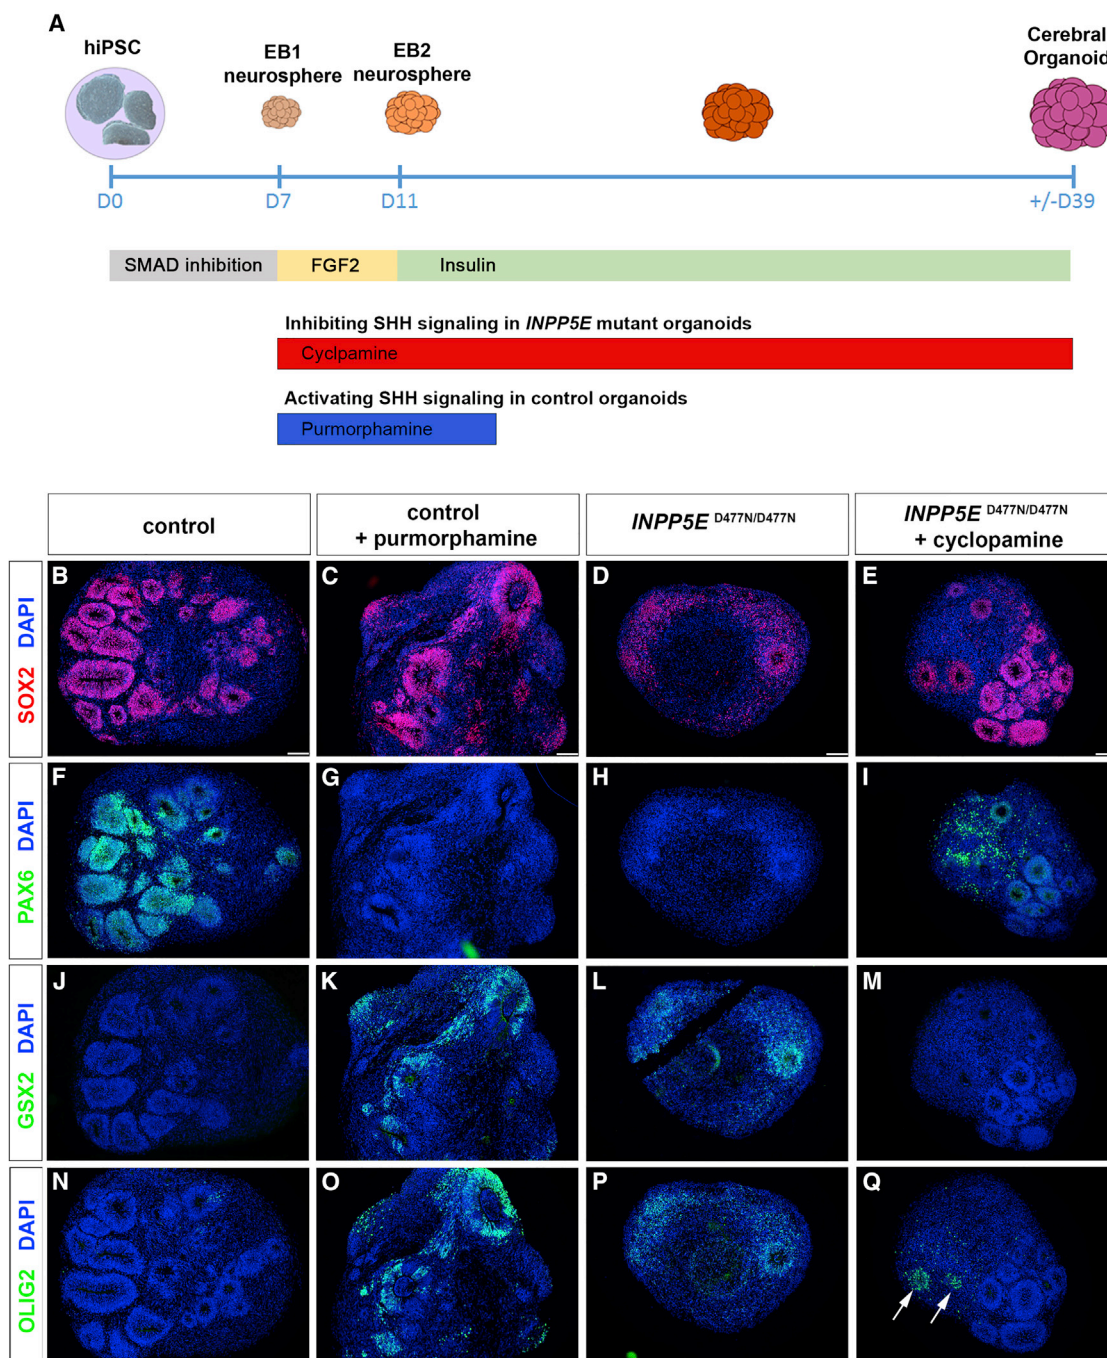 A
hiPSC
EB1
neurosphere
EB2
neurosphere
Cerebral
Organoid
D0
D7
D11
+/-D39
SMAD inhibition
FGF2
Insulin
Inhibiting SHH signaling in INPP5E mutant organoids
Cyclpamine
Activating SHH signaling in control organoids
Purmorphamine
control
control
+ purmorphamine
INPP5E D477N/D477N
INPP5E D477N/D477N
+ cyclopamine
SOX2 DAPI
B
C
D
E
PAX6 DAPI
F
G
H
I
GSX2 DAPI
J
K
L
M
OLIG2 DAPI
N
O
P
Q